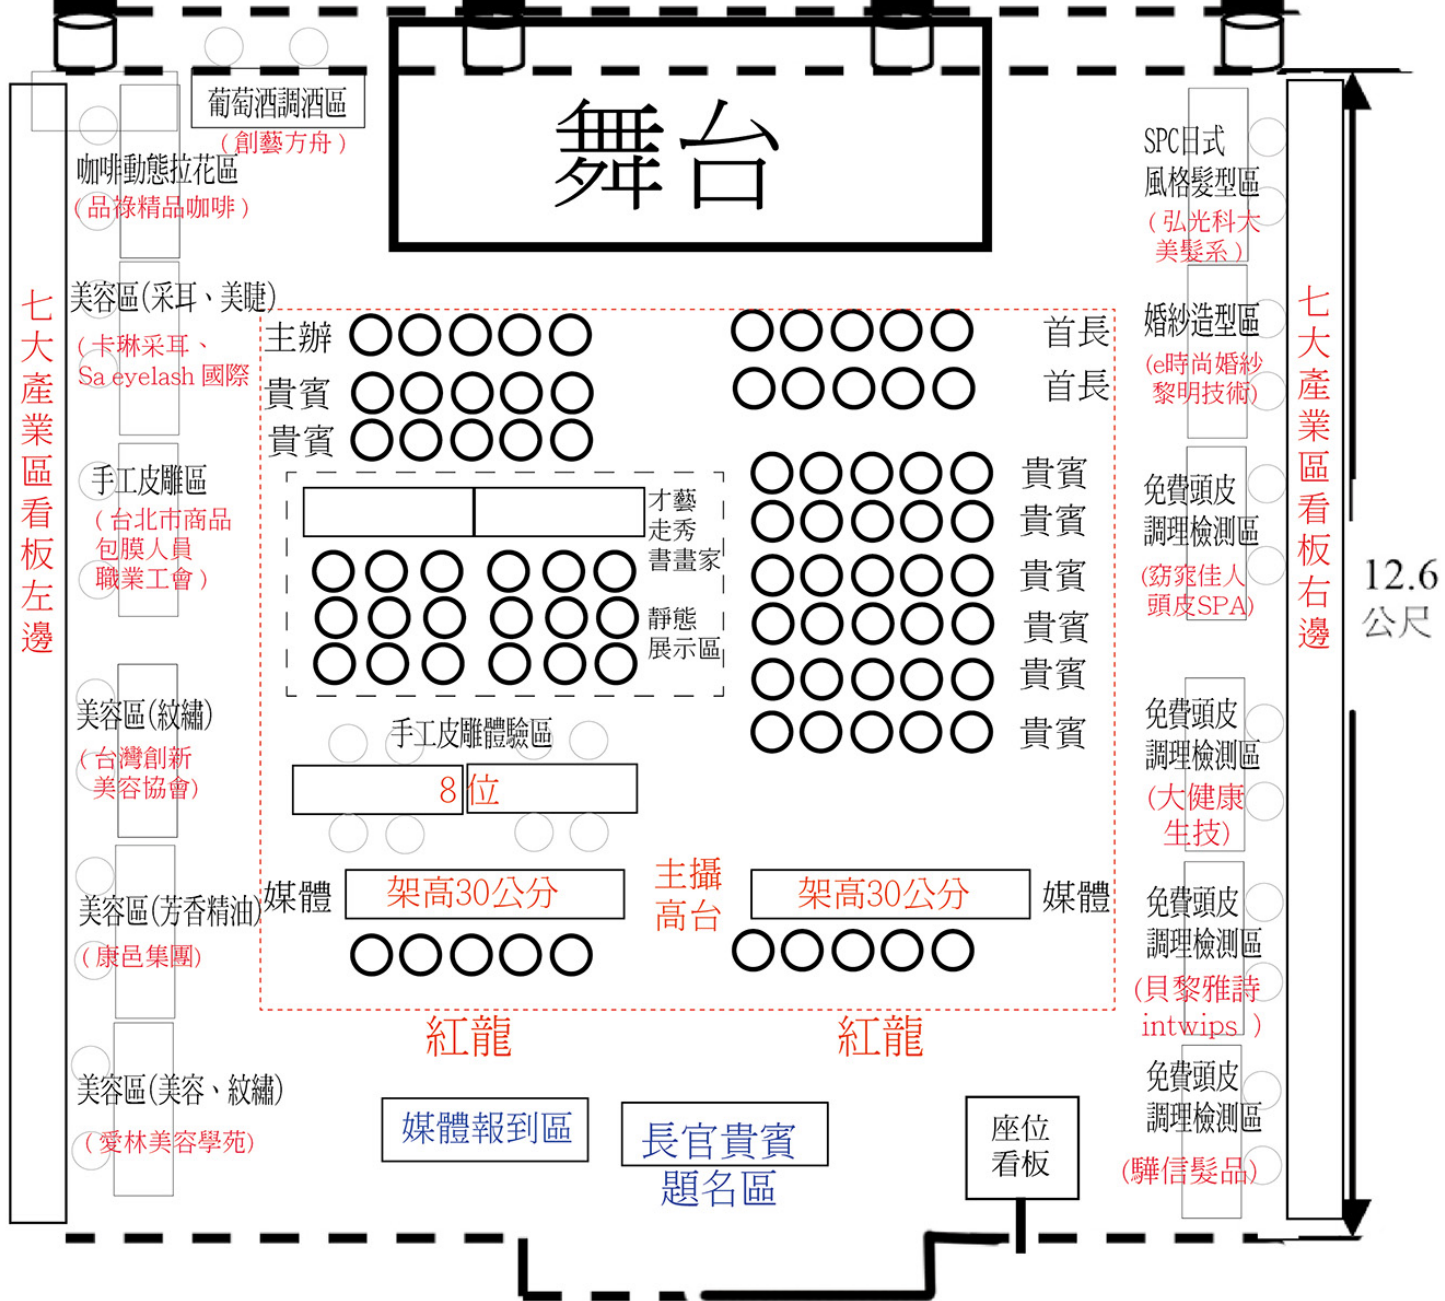 舞台
葡萄酒調酒區
(創藝方舟)
咖啡動態拉花區
(品祿精品咖啡)
美容區(采耳、美睫)
(卡琳采耳、
Sa eyelash 國際
手工皮雕區
(台北市商品
包膜人員
職業工會)
美容區(紋繡)
(台灣創新
美容協會)
美容區(芳香精油)
(康邑集團)
美容區(美容、紋繡)
(愛林美容學苑)
七大產業區看板左邊
主辦
貴賓
貴賓
首長
首長
貴賓
貴賓
貴賓
貴賓
貴賓
貴賓
才藝
走秀
書畫家
靜態
展示區
手工皮雕體驗區
8位
媒體
架高30公分
主攝
高台
架高30公分
媒體
紅龍
紅龍
媒體報到區
長官貴賓
題名區
座位
看板
SPC日式
風格髮型區
(弘光科大
美髮系)
婚紗造型區
(e時尚婚紗
黎明技術)
免費頭皮
調理檢測區
(窈窕佳人
頭皮SPA)
免費頭皮
調理檢測區
(大健康
生技)
免費頭皮
調理檢測區
(貝黎雅詩
intwips )
免費頭皮
調理檢測區
(驊信髮品)
七大產業區看板右邊
12.6
公尺